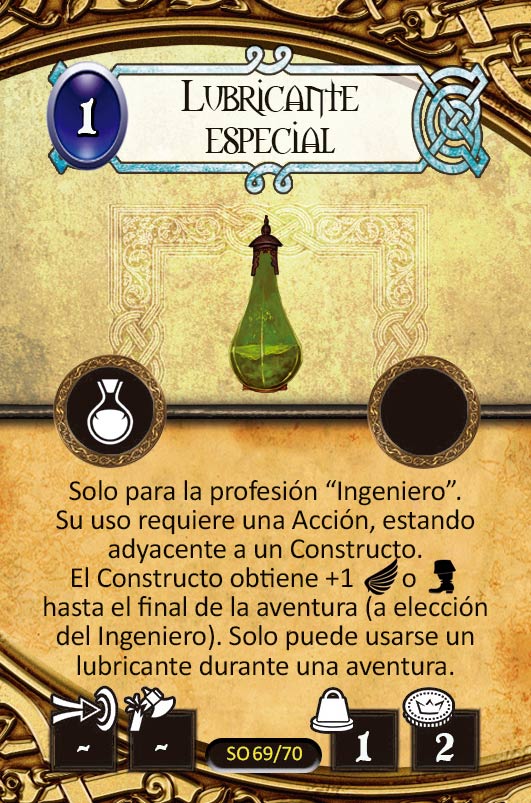 1
Lubricante
especial
Solo para la profesión “Ingeniero”.
Su uso requiere una Acción, estando
adyacente a un Constructo.
El Constructo obtiene +1 o
hasta el final de la aventura (a elección
del Ingeniero). Solo puede usarse un
lubricante durante una aventura.
~ ~ SO 69/70 1 2